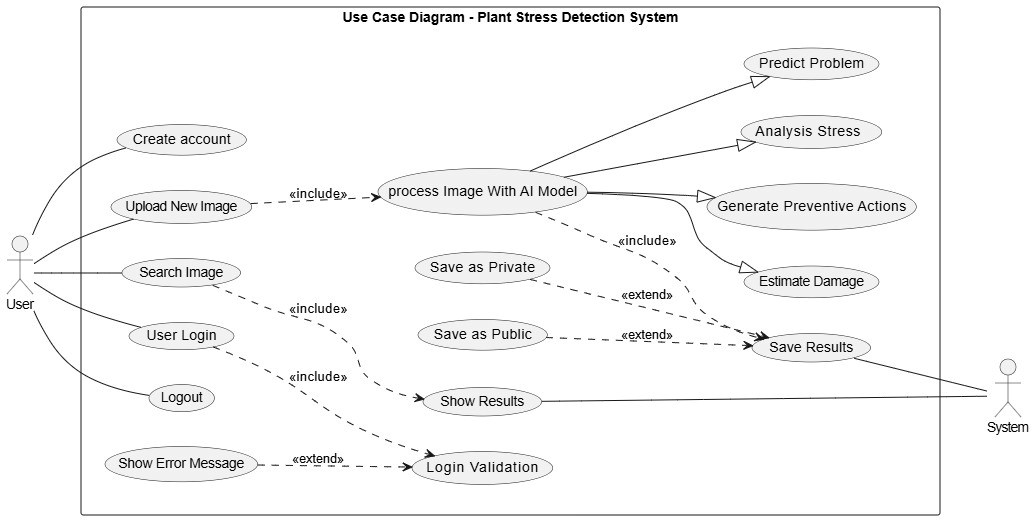 Use Case Diagram - Plant Stress Detection System
Predict Problem
Analysis Stress
Create account
process Image With AI Model
«include»
Upload New Image
Generate Preventive Actions
«include»
Search Image
Save as Private
Estimate Damage
User
«include»
«extend»
User Login
Save as Public
«extend»
Save Results
«include»
Logout
Show Results
System
Show Error Message
«extend»
Login Validation